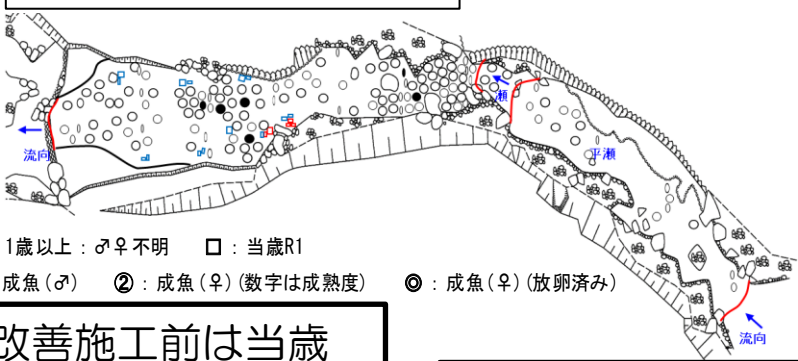 瀬
流向
平瀬
1歳以上：♂♀不明　□：当歳R1
成魚(♂)　②：成魚(♀)(数字は成熟度)　◎：成魚(♀)(放卵済み)
改善施工前は当歳
流向